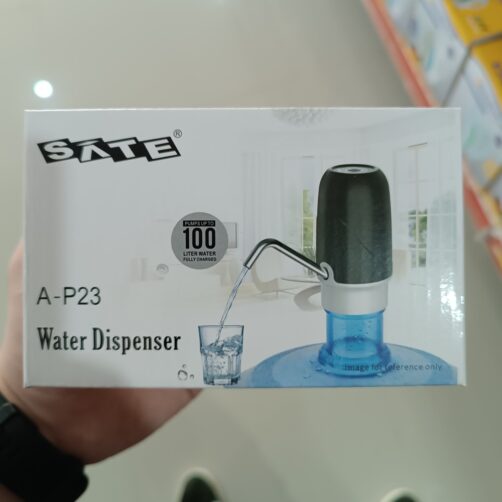 SATE®
PUMPS UP TO
100
LITER WATER
FULLY CHARGED
A-P23
Water Dispenser
Image for reference only